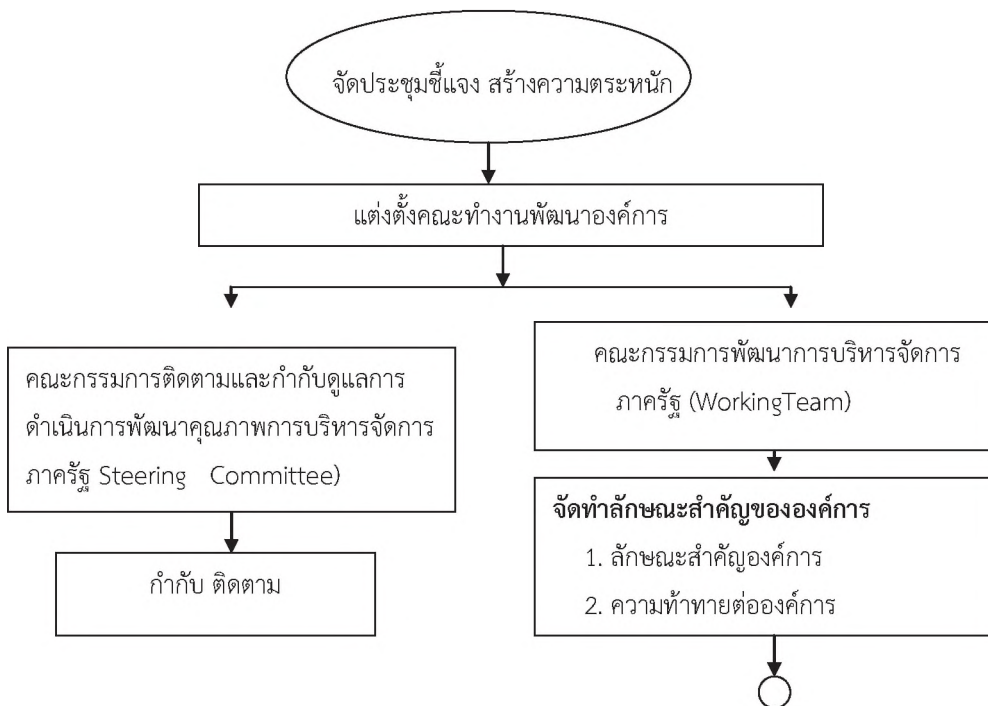 จัดประชุมชี้แจง สร้างความตระหนัก
แต่งตั้งคณะทำงานพัฒนาองค์การ
คณะกรรมการติดตามและกำกับดูแลการ
ดำเนินการพัฒนาคุณภาพการบริหารจัดการ
ภาครัฐ Steering Committee)
กำกับ ติดตาม
คณะกรรมการพัฒนาการบริหารจัดการ
ภาครัฐ (WorkingTeam)
จัดทำลักษณะสำคัญขององค์การ
1. ลักษณะสำคัญองค์การ
2. ความท้าทายต่อองค์การ